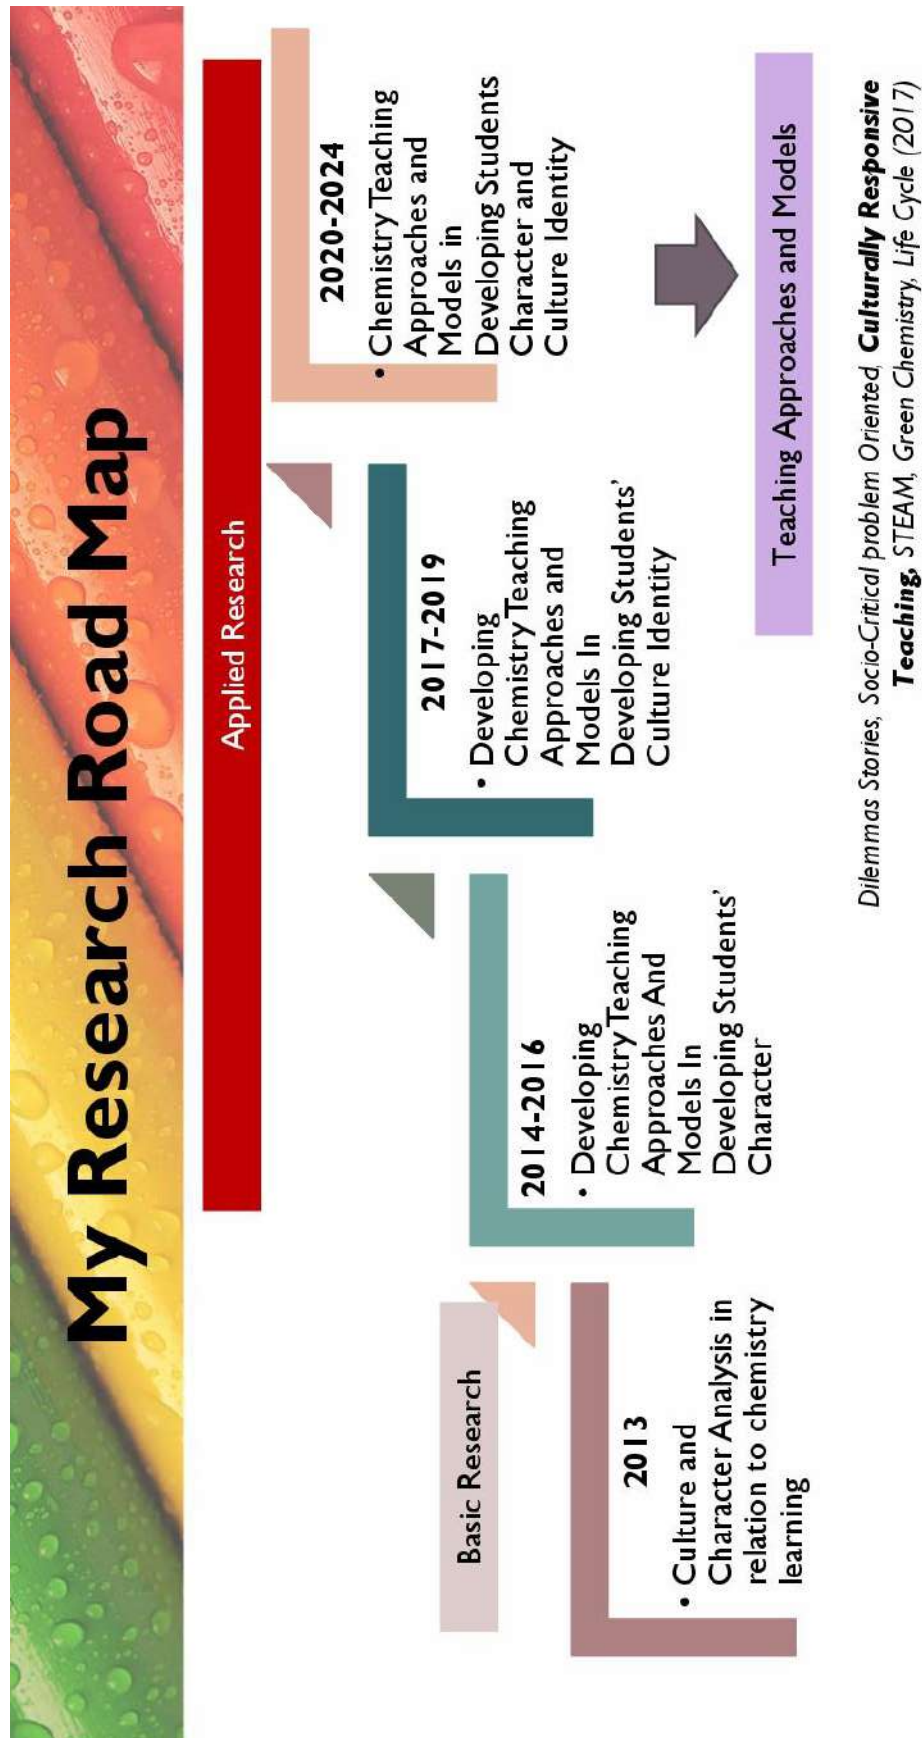 My Research Road Map
Applied Research
Basic Research
2013
• Culture and
Character Analysis in
relation to chemistry
learning
2014-2016
• Developing
Chemistry Teaching
Approaches And
Models In
Developing Students'
Character
2017-2019
• Developing
Chemistry Teaching
Approaches and
Models In
Developing Students'
Culture Identity
2020-2024
• Chemistry Teaching
Approaches and
Models in
Developing Students
Character and
Culture Identity
Teaching Approaches and Models
Dilemmas Stories, Socio-Critical problem Oriented, Culturally Responsive
Teaching, STEAM, Green Chemistry, Life Cycle (2017)